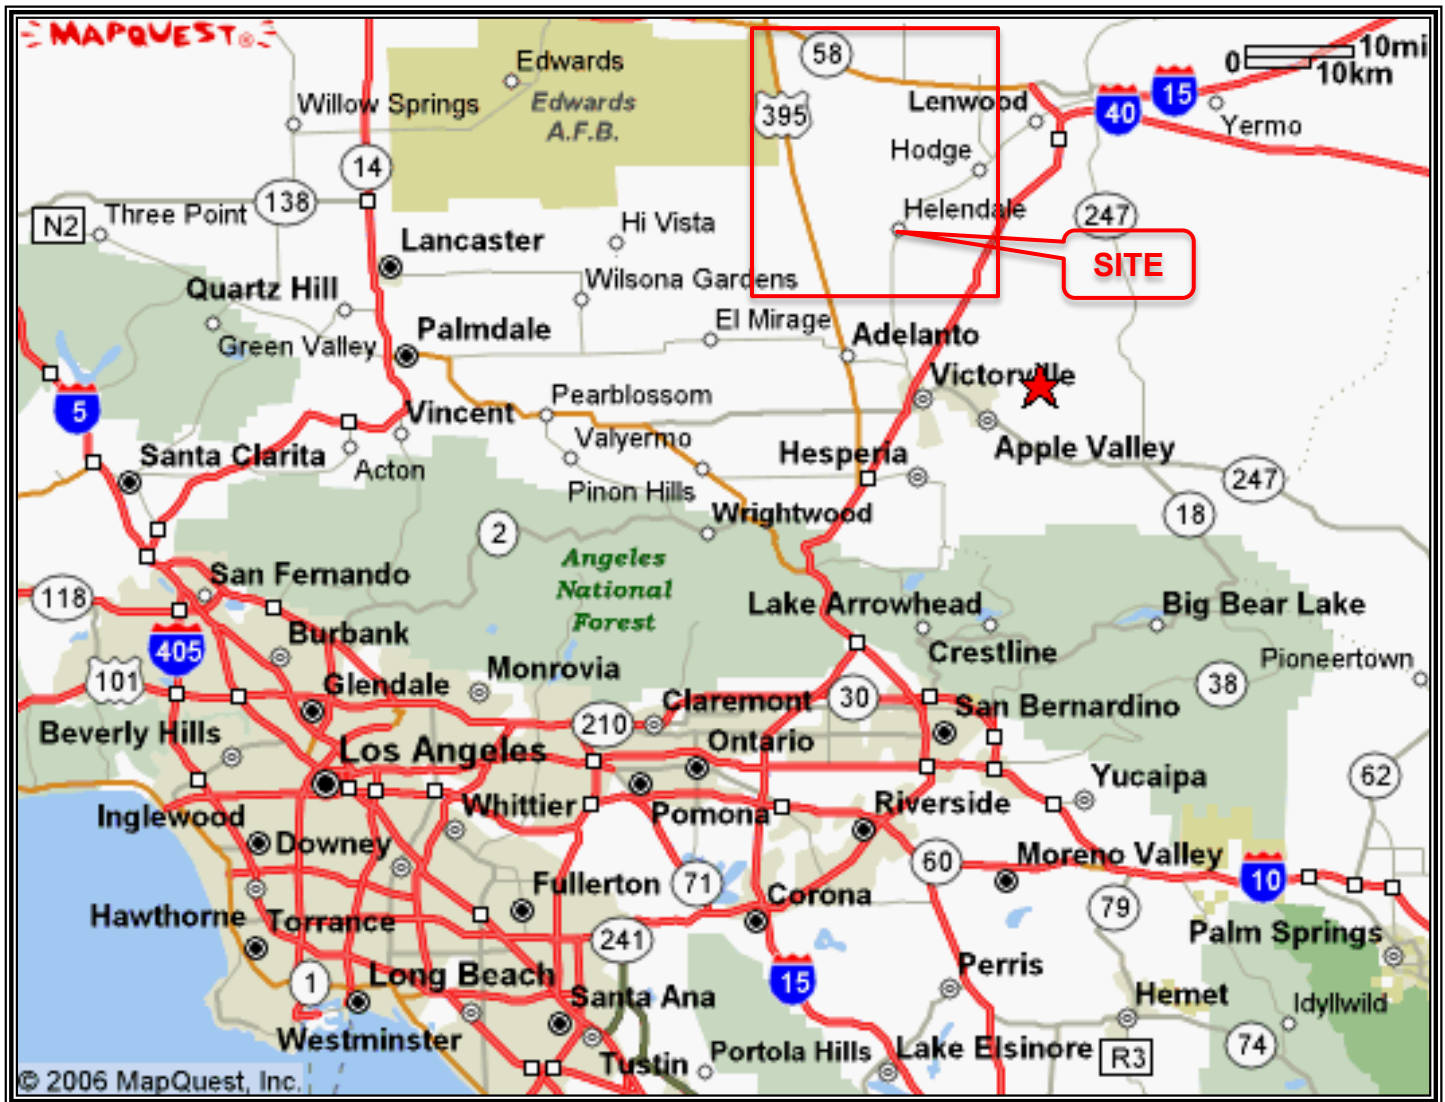 MAPQUEST®
0 10mi
10km
58
Edwards
Edwards
A.F.B.
Willow Springs
395
Lenwood
40
15
Yermo
Hodge
14
138
N2
Three Point
Hi Vista
Helendale
247
Lancaster
SITE
Quartz Hill
Wilsona Gardens
El Mirage
Green Valley
Palmdale
Adelanto
Victorville
5
Pearblossom
Vincent
Valyermo
Santa Clarita
Acton
Hesperia
Apple Valley
Pinon Hills
247
Wrightwood
18
2
Angeles
National
Forest
San Fernando
118
Lake Arrowhead
Big Bear Lake
405
Burbank
Crestline
Pioneertown
101
Monrovia
Glendale
Claremont
30
38
San Bernardino
210
Beverly Hills
Los Angeles
Ontario
62
Yucaipa
Whittier
Pomona
Riverside
Inglewood
Downey
60
Moreno Valley
10
Fullerton
71
Corona
79
Hawthorne
Torrance
241
Palm Springs
1
Long Beach
15
Perris
Santa Ana
Hemet
Idyllwild
Westminster
Tustin
Portola Hills
Lake Elsinore
R3
74
© 2006 MapQuest, Inc.